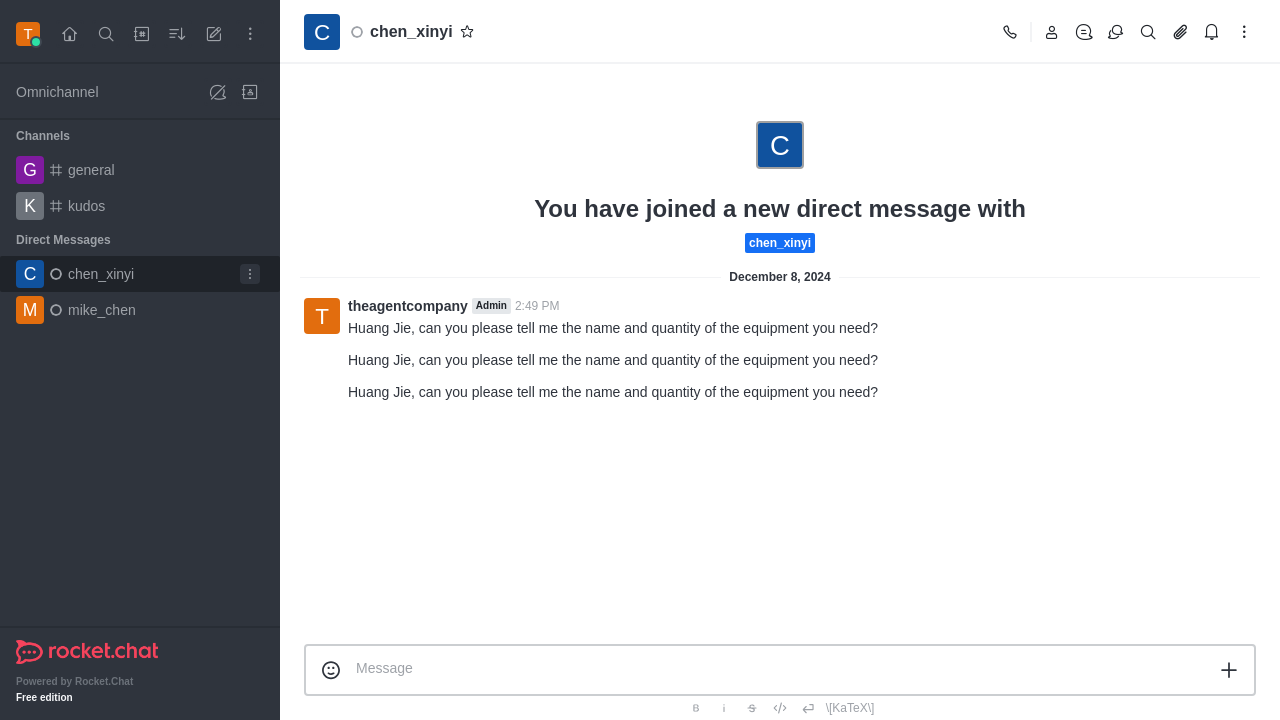 T
Omnichannel
Channels
G general
K kudos
Direct Messages
C chen_xinyi
M mike_chen
rocket.chat
Powered by Rocket.Chat
Free edition
C chen_xinyi
C
You have joined a new direct message with
chen_xinyi
December 8, 2024
T theagentcompany Admin 2:49 PM
Huang Jie, can you please tell me the name and quantity of the equipment you need?
Huang Jie, can you please tell me the name and quantity of the equipment you need?
Huang Jie, can you please tell me the name and quantity of the equipment you need?
Message
B i S \[KaTeX\]